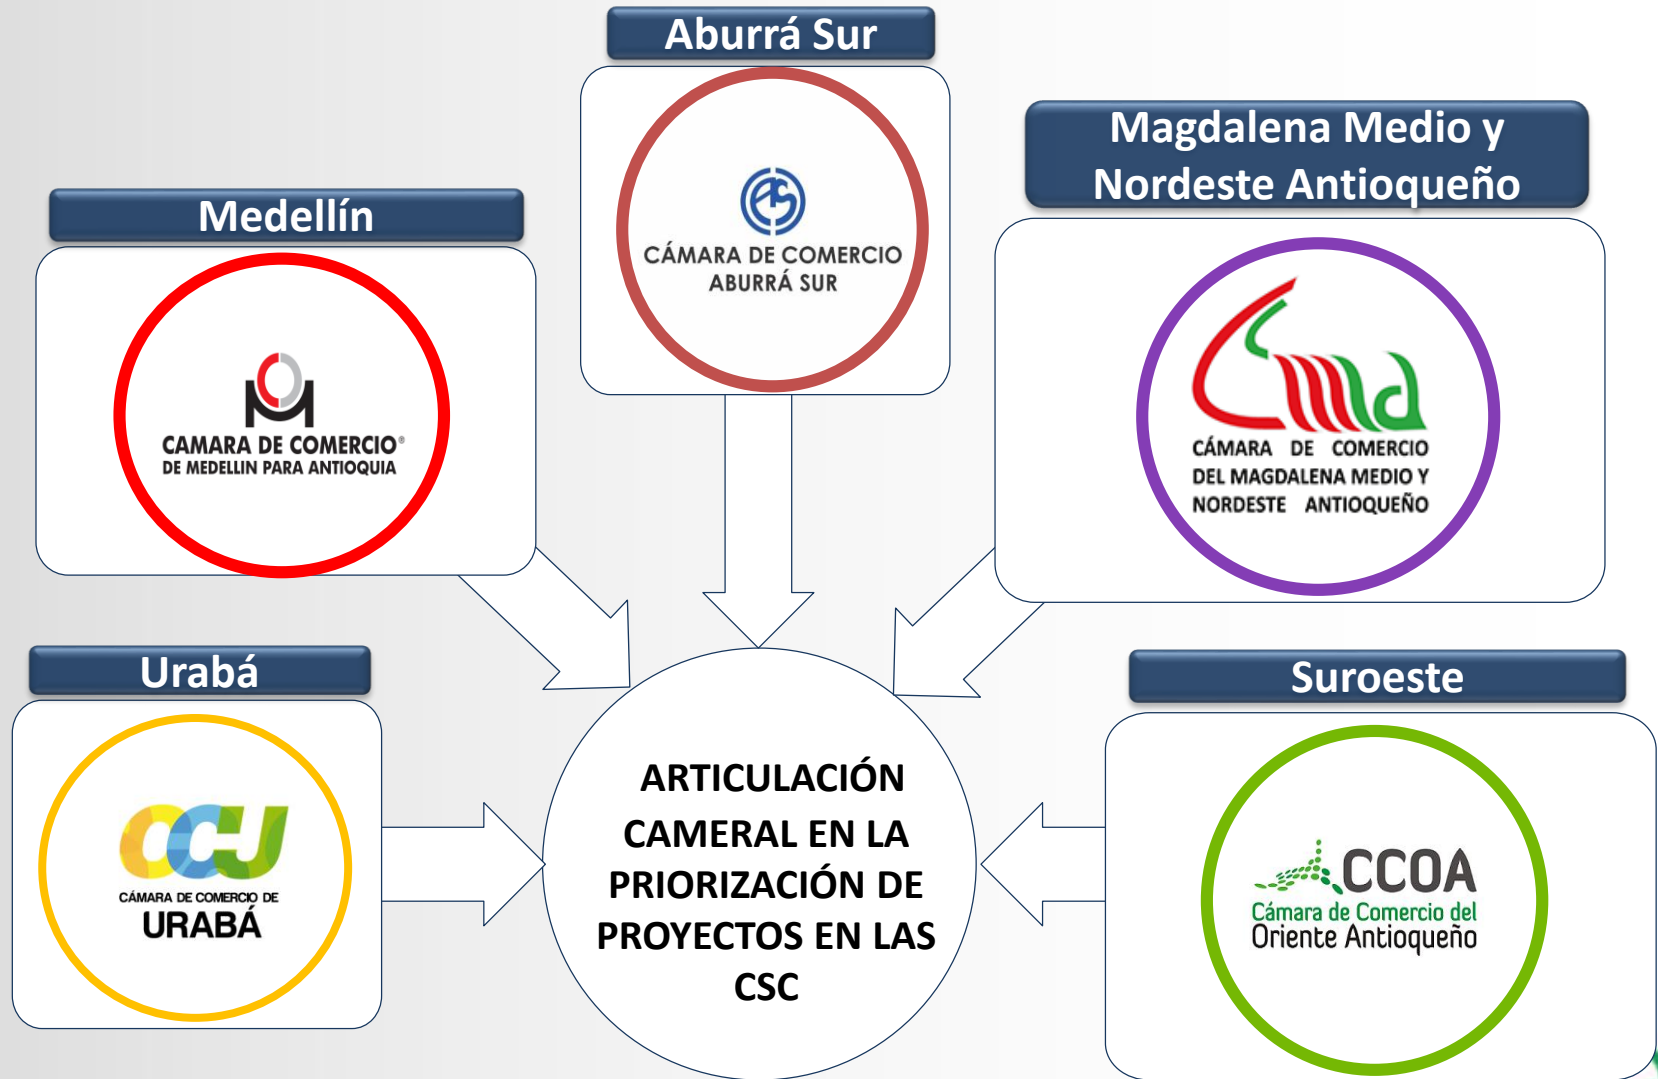 Aburrá Sur
CÁMARA DE COMERCIO
ABURRÁ SUR
Magdalena Medio y
Nordeste Antioqueño
Cmma
CÁMARA DE COMERCIO
DEL MAGDALENA MEDIO Y
NORDESTE ANTIOQUEÑO
Medellín
CAMARA DE COMERCIO®
DE MEDELLIN PARA ANTIOQUIA
Urabá
CCU
CÁMARA DE COMERCIO DE
URABÁ
ARTICULACIÓN
CAMERAL EN LA
PRIORIZACIÓN DE
PROYECTOS EN LAS
CSC
Suroeste
CCOA
Cámara de Comercio del
Oriente Antioqueño